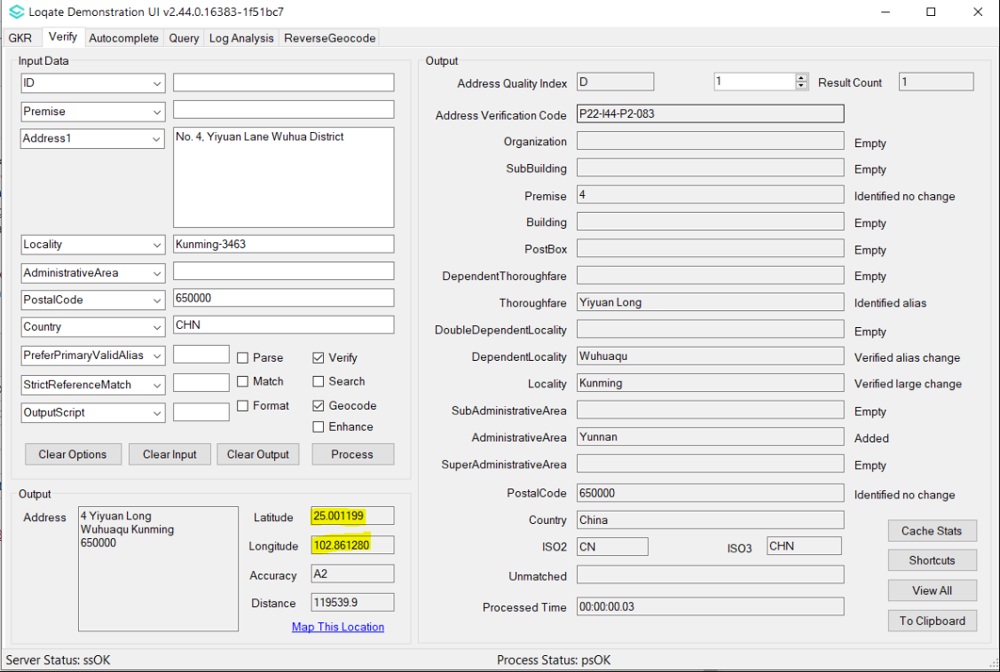 Loqate Demonstration UI v2.44.0.16383-1f51bc7
GKR Verify Autocomplete Query Log Analysis ReverseGeocode
Input Data
ID
Premise
Address1 No. 4, Yiyuan Lane Wuhua District
Locality Kunming-3463
AdministrativeArea
PostalCode 650000
Country CHN
PreferPrimaryValidAlias Parse Verify
StrictReferenceMatch Match Search
OutputScript Format Geocode
Enhance
Clear Options Clear Input Clear Output Process
Output
Address 4 Yiyuan Long
Wuhuaqu Kunming
650000
Latitude 25.001199
Longitude 102.861280
Accuracy A2
Distance 119539.9
Map This Location
Output
Address Quality Index D 1 Result Count 1
Address Verification Code P22-I44-P2-083
Organization Empty
SubBuilding Empty
Premise 4 Identified no change
Building Empty
PostBox Empty
DependentThoroughfare Empty
Thoroughfare Yiyuan Long Identified alias
DoubleDependentLocality Empty
DependentLocality Wuhuaqu Verified alias change
Locality Kunming Verified large change
SubAdministrativeArea Empty
AdministrativeArea Yunnan Added
SuperAdministrativeArea Empty
PostalCode 650000 Identified no change
Country China
ISO2 CN ISO3 CHN
Unmatched
Processed Time 00:00:00.03
Cache Stats
Shortcuts
View All
To Clipboard
Server Status: ssOK Process Status: psOK